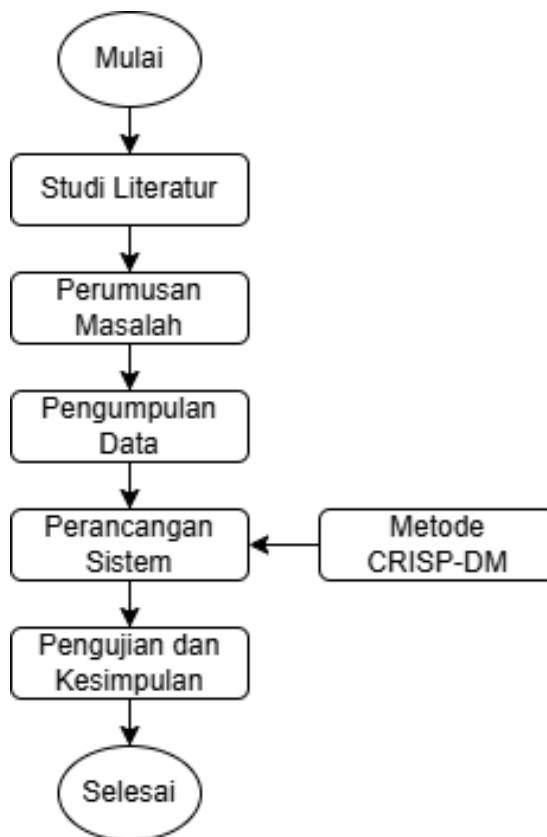 Mulai
Studi Literatur
Perumusan
Masalah
Pengumpulan
Data
Perancangan
Sistem
Metode
CRISP-DM
Pengujian dan
Kesimpulan
Selesai